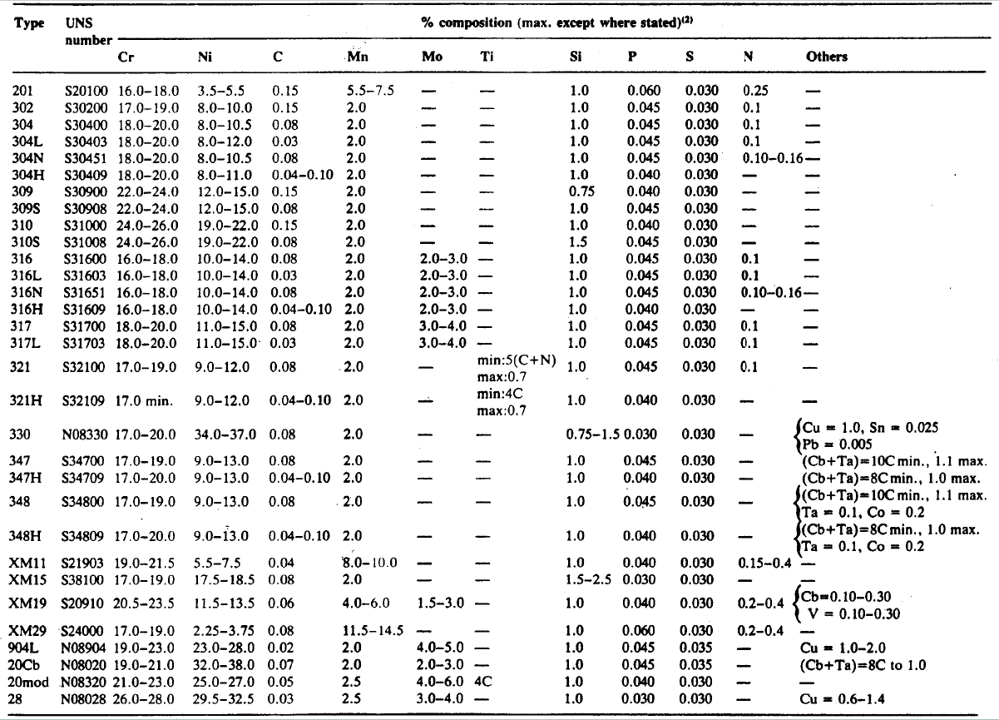 Type UNS % composition (max. except where stated)(2)
number
Cr Ni C Mn Mo Ti Si P S N Others
201 S20100 16.0–18.0 3.5–5.5 0.15 5.5–7.5 — — 1.0 0.060 0.030 0.25 —
302 S30200 17.0–19.0 8.0–10.0 0.15 2.0 — — 1.0 0.045 0.030 0.1 —
304 S30400 18.0–20.0 8.0–10.5 0.08 2.0 — — 1.0 0.045 0.030 0.1 —
304L S30403 18.0–20.0 8.0–12.0 0.03 2.0 — — 1.0 0.045 0.030 0.1 —
304N S30451 18.0–20.0 8.0–10.5 0.08 2.0 — — 1.0 0.045 0.030 0.10–0.16 —
304H S30409 18.0–20.0 8.0–11.0 0.04–0.10 2.0 — — 1.0 0.040 0.030 — —
309 S30900 22.0–24.0 12.0–15.0 0.15 2.0 — — 0.75 0.040 0.030 — —
309S S30908 22.0–24.0 12.0–15.0 0.08 2.0 — — 1.0 0.045 0.030 — —
310 S31000 24.0–26.0 19.0–22.0 0.15 2.0 — — 1.0 0.040 0.030 — —
310S S31008 24.0–26.0 19.0–22.0 0.08 2.0 — — 1.5 0.045 0.030 — —
316 S31600 16.0–18.0 10.0–14.0 0.08 2.0 2.0–3.0 — 1.0 0.045 0.030 0.1 —
316L S31603 16.0–18.0 10.0–14.0 0.03 2.0 2.0–3.0 — 1.0 0.045 0.030 0.1 —
316N S31651 16.0–18.0 10.0–14.0 0.08 2.0 2.0–3.0 — 1.0 0.045 0.030 0.10–0.16 —
316H S31609 16.0–18.0 10.0–14.0 0.04–0.10 2.0 2.0–3.0 — 1.0 0.040 0.030 — —
317 S31700 18.0–20.0 11.0–15.0 0.08 2.0 3.0–4.0 — 1.0 0.045 0.030 0.1 —
317L S31703 18.0–20.0 11.0–15.0 0.03 2.0 3.0–4.0 — 1.0 0.045 0.030 0.1 —
321 S32100 17.0–19.0 9.0–12.0 0.08 2.0 — min:5(C+N) 1.0 0.045 0.030 0.1 —
max:0.7
321H S32109 17.0 min. 9.0–12.0 0.04–0.10 2.0 — min:4C 1.0 0.040 0.030 — —
max:0.7
330 N08330 17.0–20.0 34.0–37.0 0.08 2.0 — — 0.75–1.5 0.030 0.030 — Cu = 1.0, Sn = 0.025
Pb = 0.005
347 S34700 17.0–19.0 9.0–13.0 0.08 2.0 — — 1.0 0.045 0.030 — (Cb+Ta)=10C min., 1.1 max.
347H S34709 17.0–20.0 9.0–13.0 0.04–0.10 2.0 — — 1.0 0.040 0.030 — (Cb+Ta)=8C min., 1.0 max.
348 S34800 17.0–19.0 9.0–13.0 0.08 2.0 — — 1.0 0.045 0.030 — (Cb+Ta)=10C min., 1.1 max.
Ta = 0.1, Co = 0.2
348H S34809 17.0–20.0 9.0–13.0 0.04–0.10 2.0 — — 1.0 0.040 0.030 — (Cb+Ta)=8C min., 1.0 max.
Ta = 0.1, Co = 0.2
XM11 S21903 19.0–21.5 5.5–7.5 0.04 8.0–10.0 — — 1.0 0.040 0.030 0.15–0.4 —
XM15 S38100 17.0–19.0 17.5–18.5 0.08 2.0 — — 1.5–2.5 0.030 0.030 — —
XM19 S20910 20.5–23.5 11.5–13.5 0.06 4.0–6.0 1.5–3.0 — 1.0 0.040 0.030 0.2–0.4 Cb=0.10–0.30
V = 0.10–0.30
XM29 S24000 17.0–19.0 2.25–3.75 0.08 11.5–14.5 — — 1.0 0.060 0.030 0.2–0.4 —
904L N08904 19.0–23.0 23.0–28.0 0.02 2.0 4.0–5.0 — 1.0 0.045 0.035 — Cu = 1.0–2.0
20Cb N08020 19.0–21.0 32.0–38.0 0.07 2.0 2.0–3.0 — 1.0 0.045 0.035 — (Cb+Ta)=8C to 1.0
20mod N08320 21.0–23.0 25.0–27.0 0.05 2.5 4.0–6.0 4C 1.0 0.040 0.030 — —
28 N08028 26.0–28.0 29.5–32.5 0.03 2.5 3.0–4.0 — 1.0 0.030 0.030 — Cu = 0.6–1.4